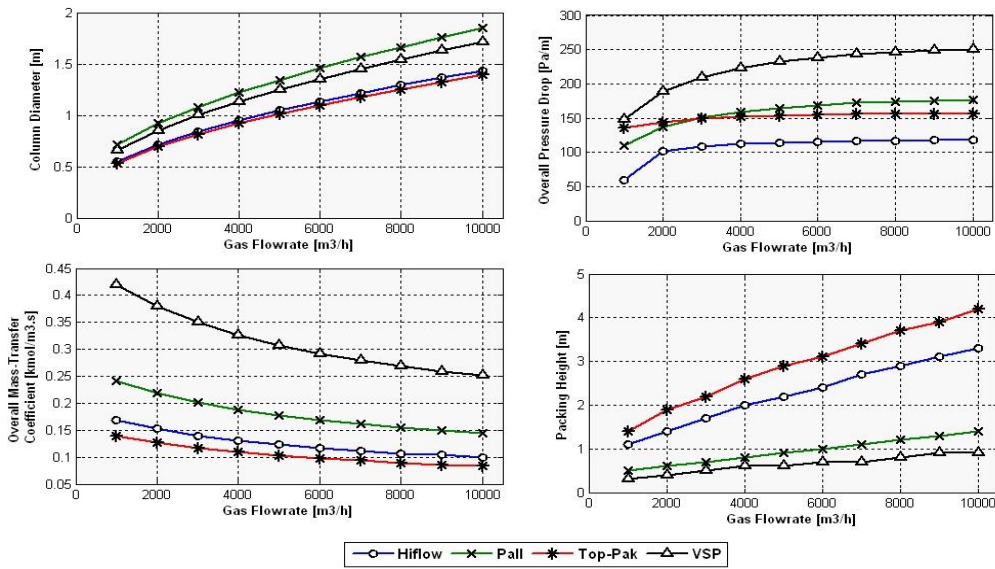 Column Diameter [m]
2
1.5
1
0.5
0
0 2000 4000 6000 8000 10000
Gas Flowrate [m3/h]
Overall Pressure Drop [Pa/m]
300
250
200
150
100
50
0
0 2000 4000 6000 8000 10000
Gas Flowrate [m3/h]
Overall Mass-Transfer
Coefficient [kmol/m3.s]
0.45
0.4
0.35
0.3
0.25
0.2
0.15
0.1
0.05
0 2000 4000 6000 8000 10000
Gas Flowrate [m3/h]
Packing Height [m]
5
4
3
2
1
0
0 2000 4000 6000 8000 10000
Gas Flowrate [m3/h]
Hiflow Pall Top-Pak VSP